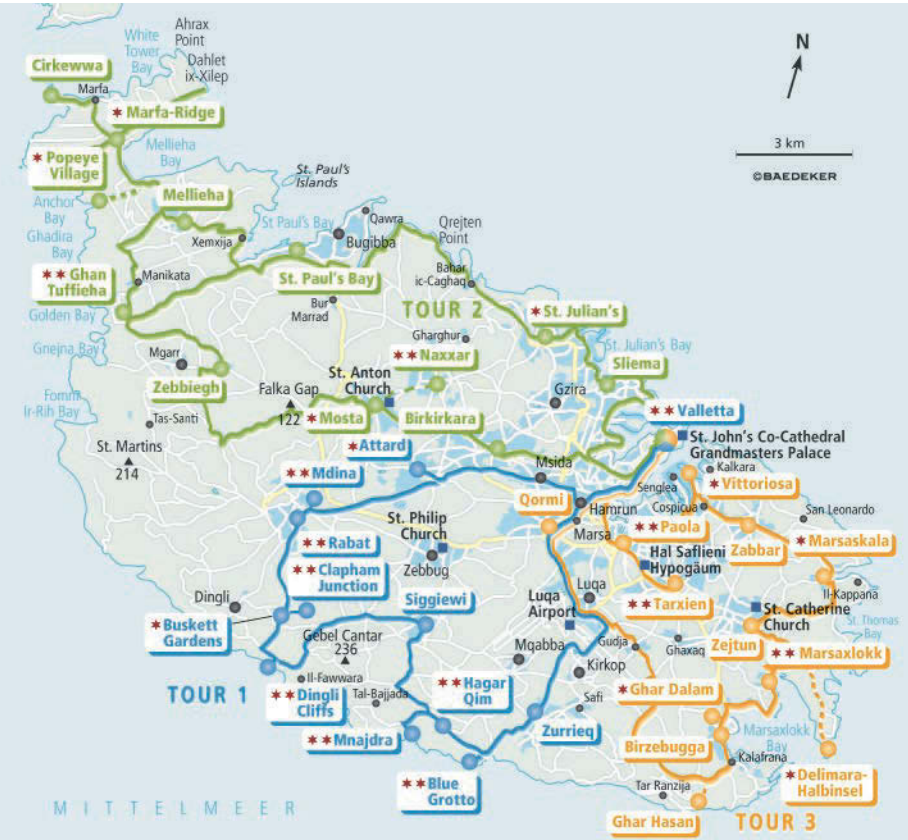 Ahrax
Point
White
Tower
Bay
Dahlet
ix-Xilep
N
Cirkewwa
Marfa
* Marfa-Ridge
3 km
©BAEDEKER
* Popeye
Village
Mellieha
Bay
St. Paul's
Islands
Anchor
Bay
Mellieha
Ghadira
Bay
St Paul's Bay
Qawra
Xemxija
Bugibba
Qrejten
Point
** Ghan
Tuffieha
Manikata
St. Paul's Bay
Bahar
ic-Caghaq
Golden Bay
Bur
Marrad
TOUR 2
* St. Julian's
Gnejna Bay
Mgarr
Gharghur
St. Julian's Bay
** Naxxar
Sliema
Zebbiegh
Falka Gap
122
St. Anton
Church
Gzira
Fomm
Ir-Rih Bay
Tas-Santi
* Mosta
Birkirkara
** Valletta
St. Martins
214
* Attard
St. John's Co-Cathedral
Grandmasters Palace
Msida
** Mdina
Kalkara
Senglea
* Vittoriosa
Qormi
Hamrun
Cospicua
San Leonardo
Marsa
** Paola
St. Philip
Church
** Rabat
Zabbar
* Marsaskala
Hal Saflieni
Hypogäum
Zebbug
** Clapham
Junction
Il-Kappana
Luqa
** Tarxien
Dingli
Siggiewi
Luqa
Airport
St. Catherine
Church
St. Thomas
Bay
* Buskett
Gardens
Gebel Cantar
236
Gudja
Ghaxaq
Zejtun
Mqabba
** Marsaxlokk
Kirkop
Il-Fawwara
TOUR 1
** Dingli
Cliffs
Tal-Bajjada
** Hagar
Qim
Safi
* Ghar Dalam
Zurrieq
** Mnajdra
Birzebugga
Marsaxlokk
Bay
Kalafrana
** Blue
Grotto
* Delimara-
Halbinsel
Tar Ranzija
MITTELMEER
Ghar Hasan
TOUR 3